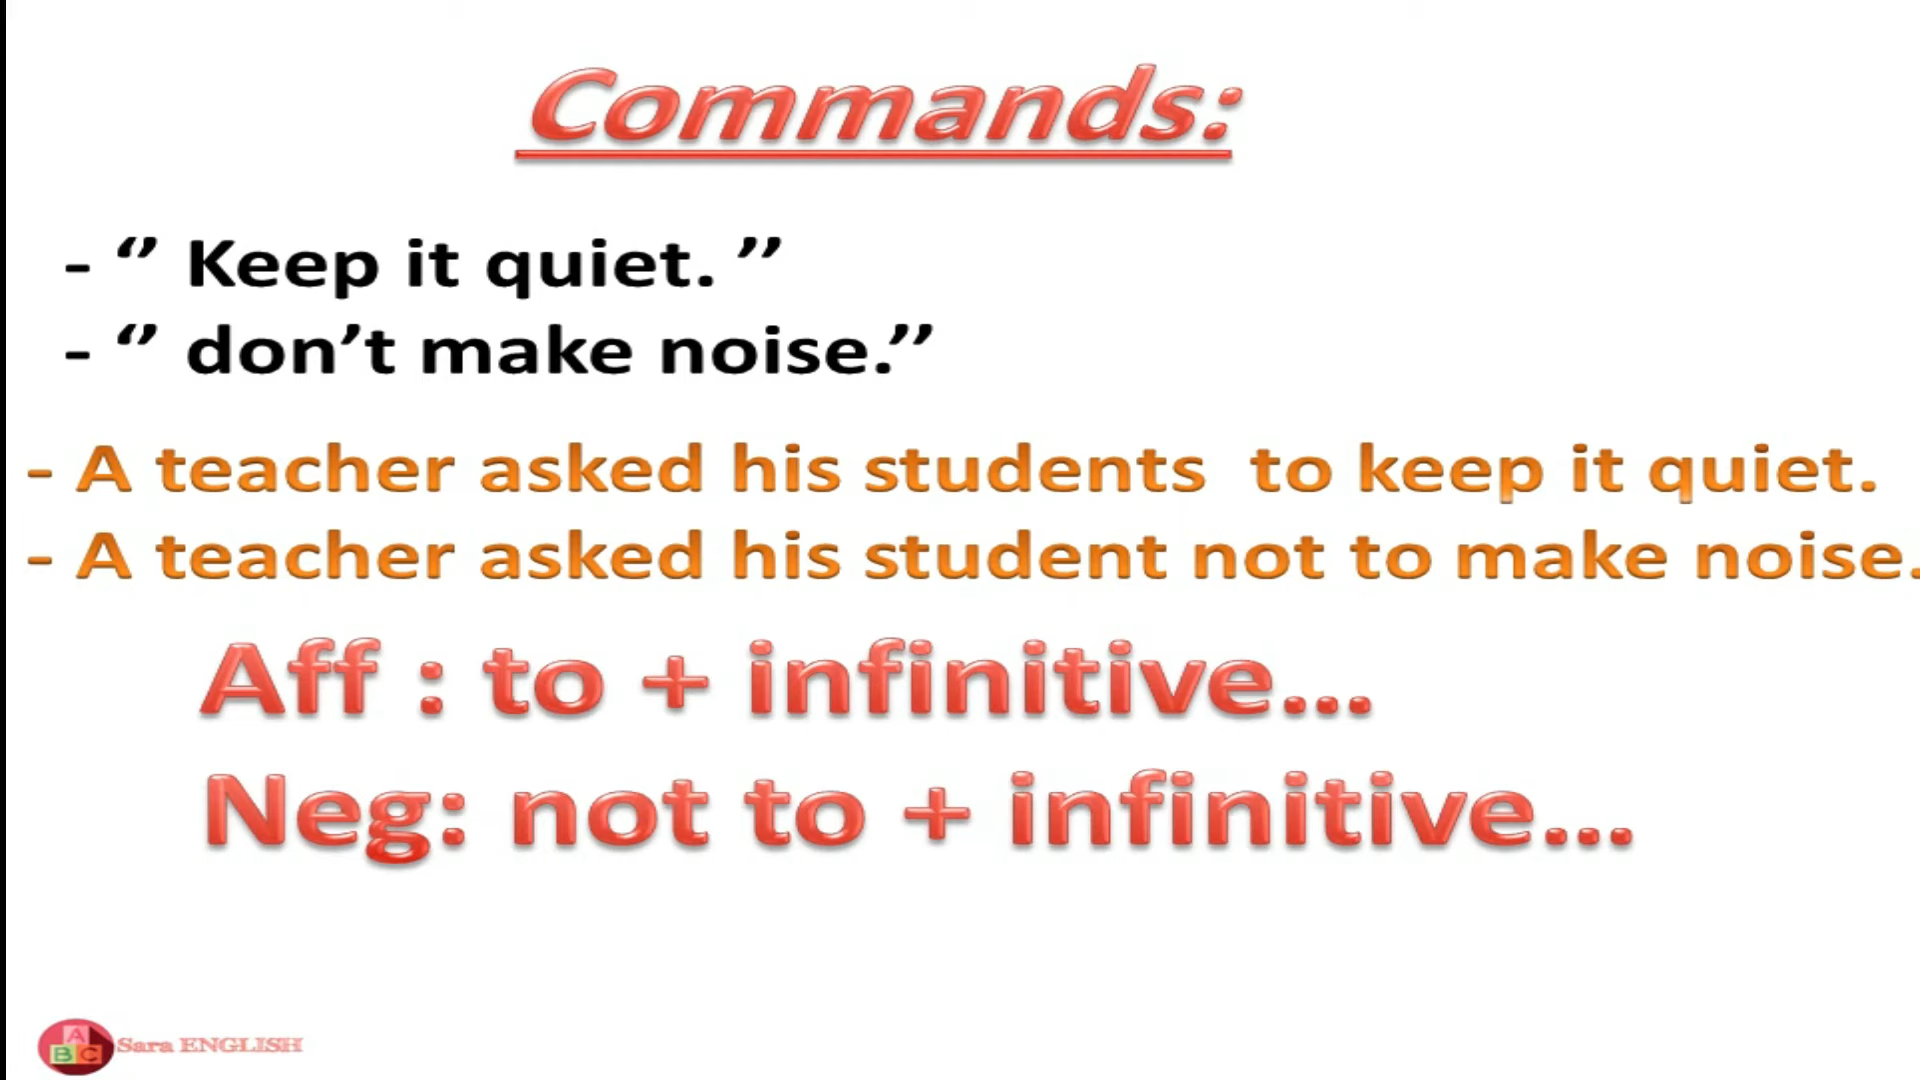 Commands:
- “ Keep it quiet. ”
- “ don’t make noise.”
- A teacher asked his students to keep it quiet.
- A teacher asked his student not to make noise.
Aff : to + infinitive...
Neg: not to + infinitive...
A
B C
Sara ENGLISH